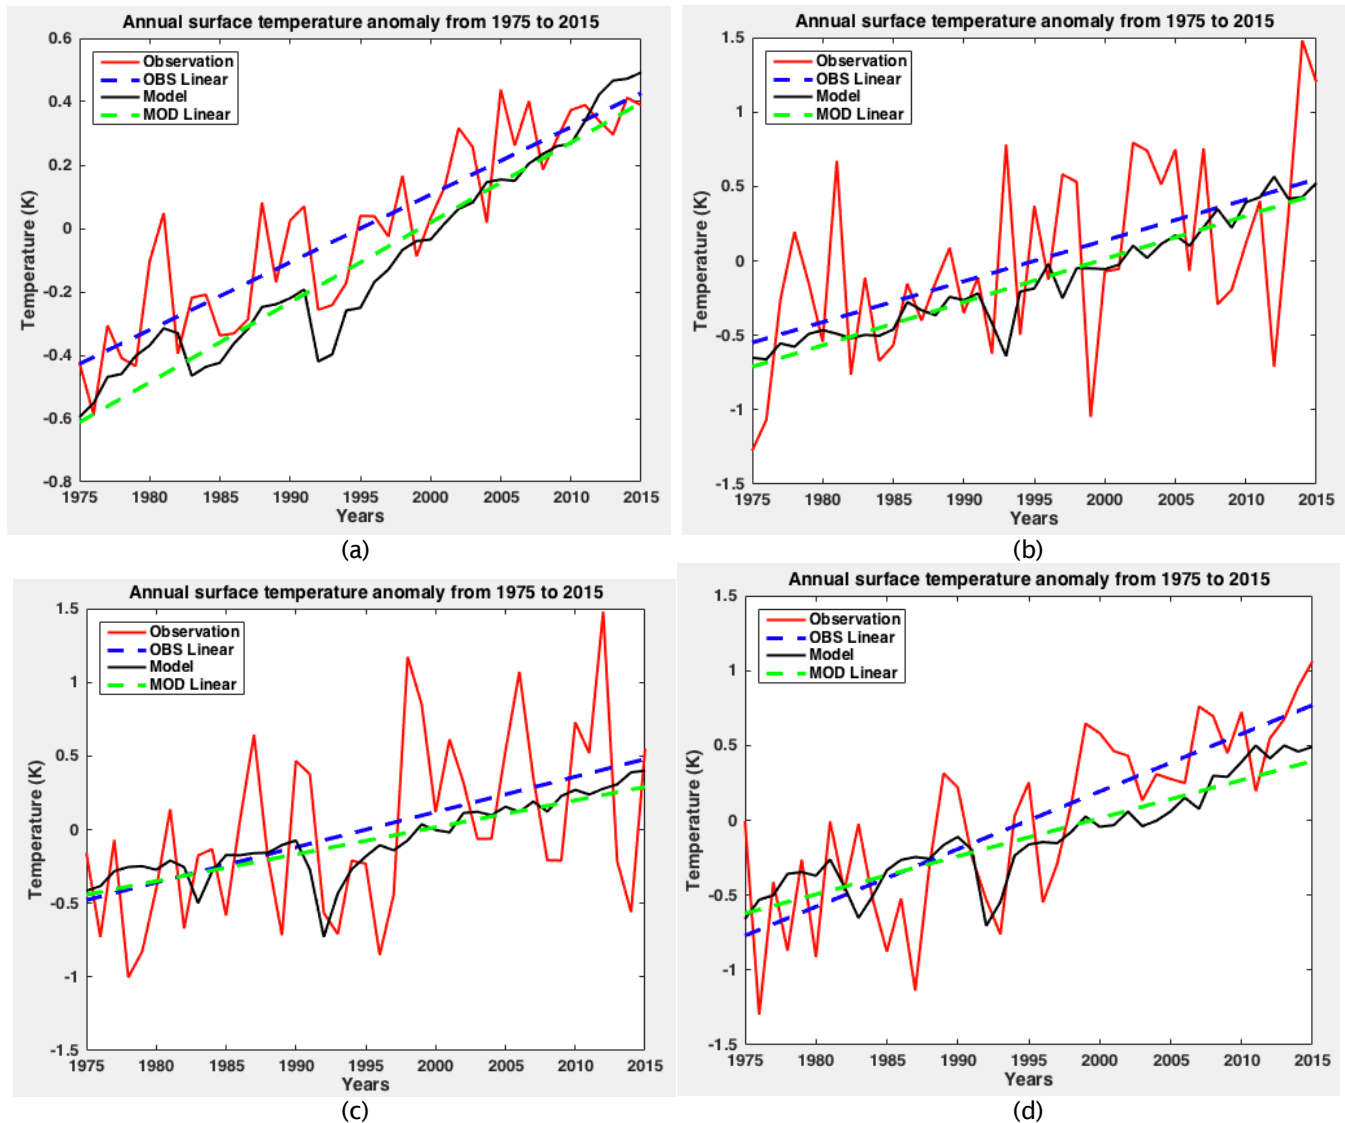 Annual surface temperature anomaly from 1975 to 2015
0.6
0.4
0.2
0
-0.2
-0.4
-0.6
-0.8
Temperature (K)
Observation
OBS Linear
Model
MOD Linear
1975 1980 1985 1990 1995 2000 2005 2010 2015
Years
(a)
Annual surface temperature anomaly from 1975 to 2015
1.5
1
0.5
0
-0.5
-1
-1.5
Temperature (K)
Observation
OBS Linear
Model
MOD Linear
1975 1980 1985 1990 1995 2000 2005 2010 2015
Years
(b)
Annual surface temperature anomaly from 1975 to 2015
1.5
1
0.5
0
-0.5
-1
-1.5
Temperature (K)
Observation
OBS Linear
Model
MOD Linear
1975 1980 1985 1990 1995 2000 2005 2010 2015
Years
(c)
Annual surface temperature anomaly from 1975 to 2015
1.5
1
0.5
0
-0.5
-1
-1.5
Temperature (K)
Observation
OBS Linear
Model
MOD Linear
1975 1980 1985 1990 1995 2000 2005 2010 2015
Years
(d)